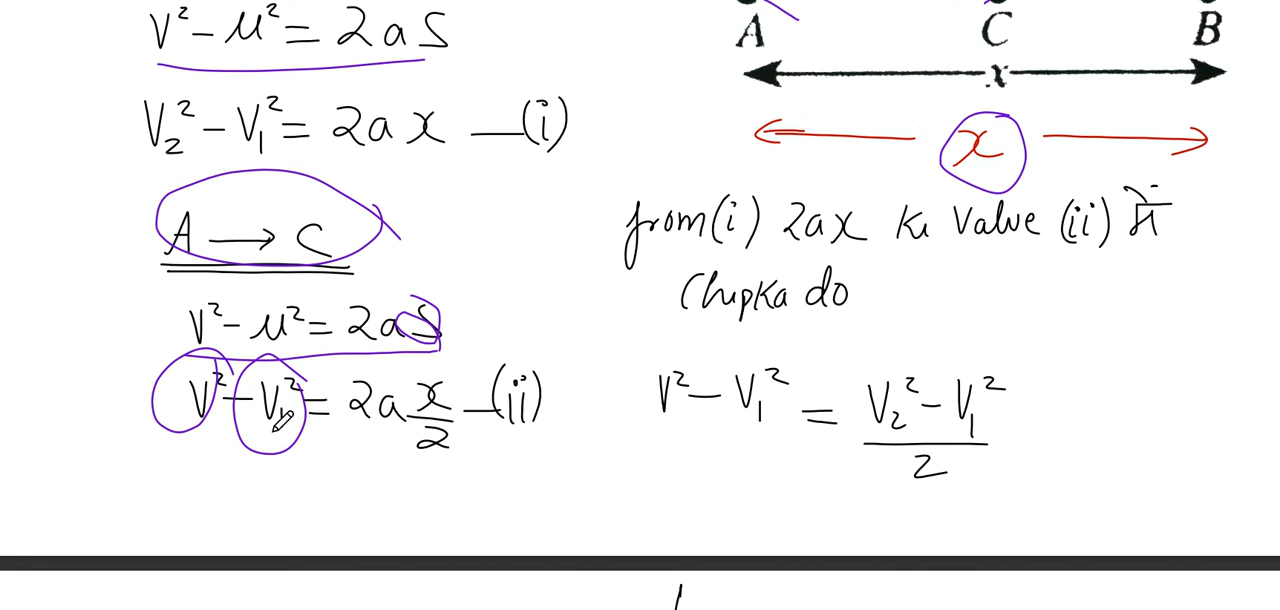 V² - u² = 2aS
V₂² - V₁² = 2ax —(i)
A → C
V² - u² = 2aS
V² - V₁² = 2a x/2 —(ii)
A C B
x
x
from (i) 2ax ki Value (ii) में
Chipka do
V² - V₁² = (V₂² - V₁²)/2